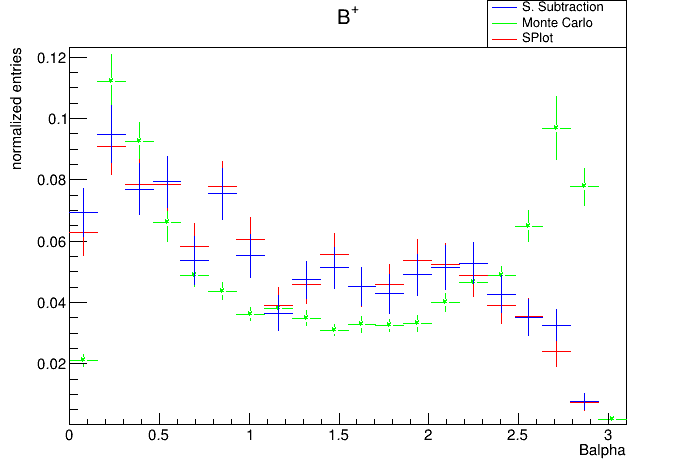 B+
S. Subtraction
Monte Carlo
SPlot
normalized entries
0.12
0.1
0.08
0.06
0.04
0.02
0 0.5 1 1.5 2 2.5 3
Balpha